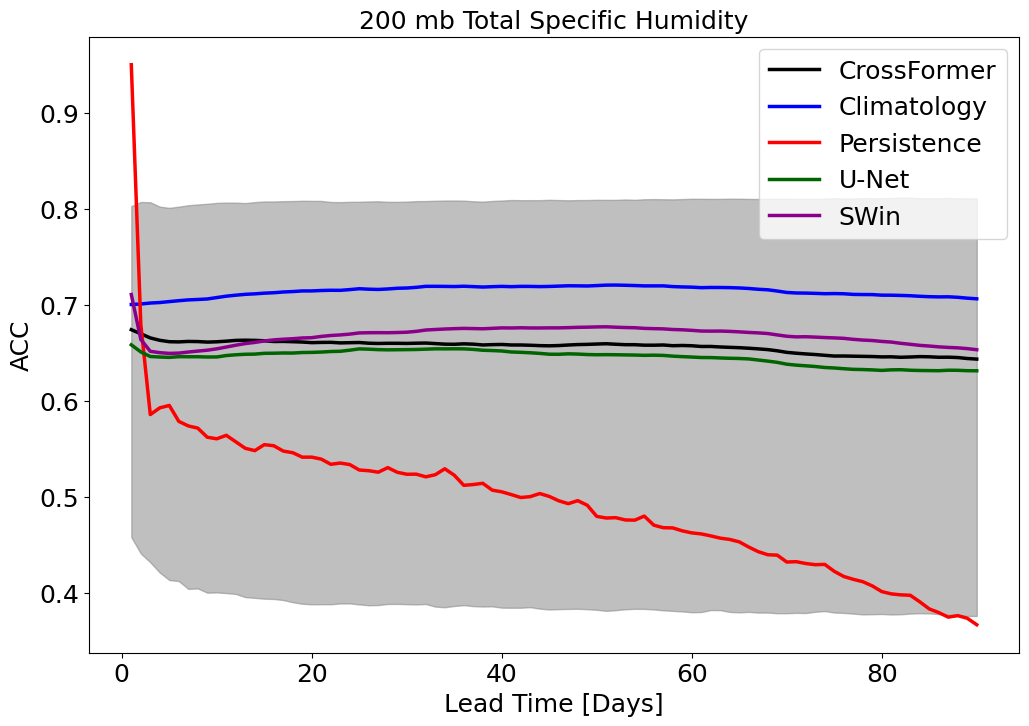 200 mb Total Specific Humidity
CrossFormer
Climatology
Persistence
U-Net
SWin
ACC
0.9
0.8
0.7
0.6
0.5
0.4
0
20
40
60
80
Lead Time [Days]